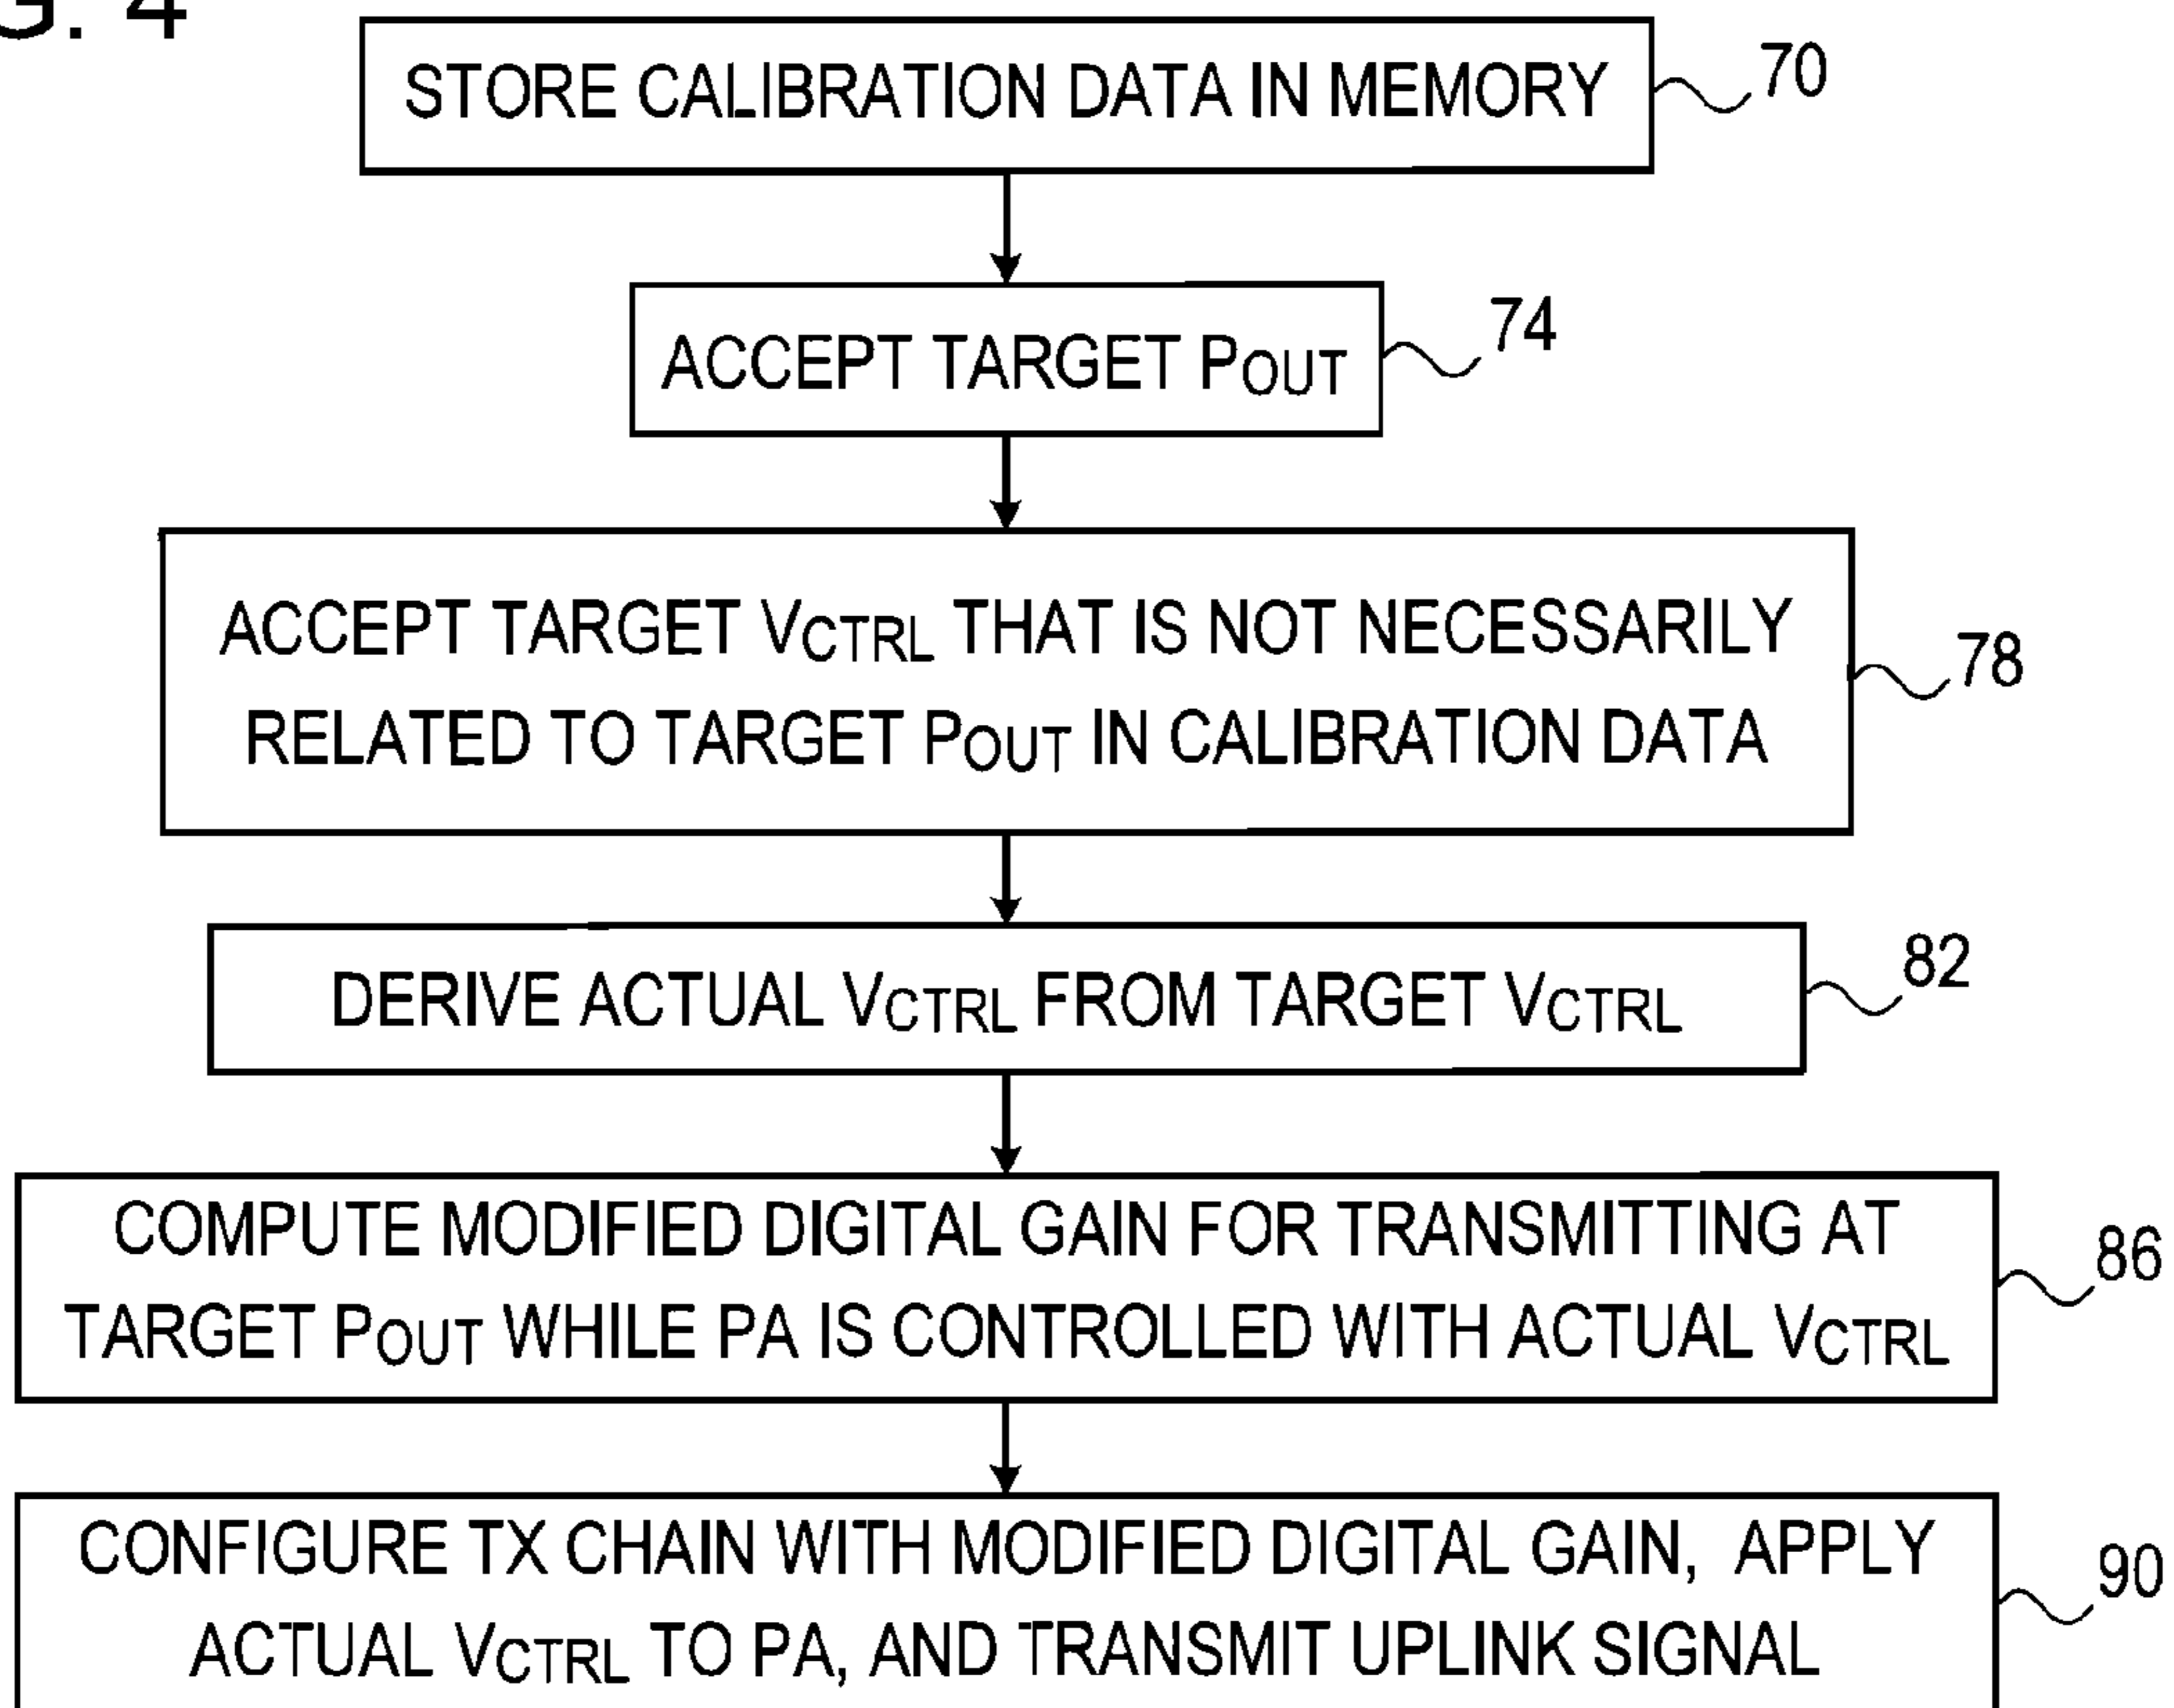 G. 4
STORE CALIBRATION DATA IN MEMORY
70
ACCEPT TARGET POUT
74
ACCEPT TARGET VCTRL THAT IS NOT NECESSARILY
RELATED TO TARGET POUT IN CALIBRATION DATA
78
DERIVE ACTUAL VCTRL FROM TARGET VCTRL
82
COMPUTE MODIFIED DIGITAL GAIN FOR TRANSMITTING AT
TARGET POUT WHILE PA IS CONTROLLED WITH ACTUAL VCTRL
86
CONFIGURE TX CHAIN WITH MODIFIED DIGITAL GAIN, APPLY
ACTUAL VCTRL TO PA, AND TRANSMIT UPLINK SIGNAL
90